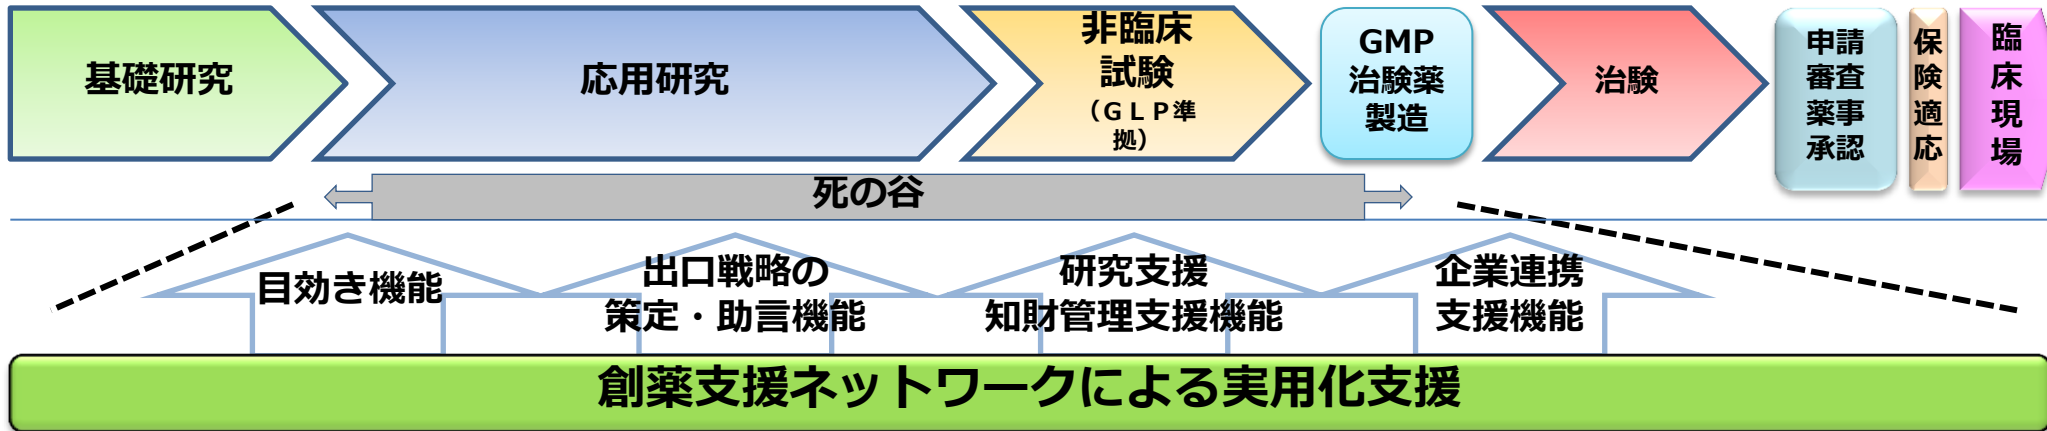 基礎研究
応用研究
非臨床
試験
（ＧＬＰ準
拠）
GMP
治験薬
製造
治験
申請
審査
薬事
承認
保険適応
臨床現場
死の谷
目効き機能
出口戦略の
策定・助言機能
研究支援
知財管理支援機能
企業連携
支援機能
創薬支援ネットワークによる実用化支援